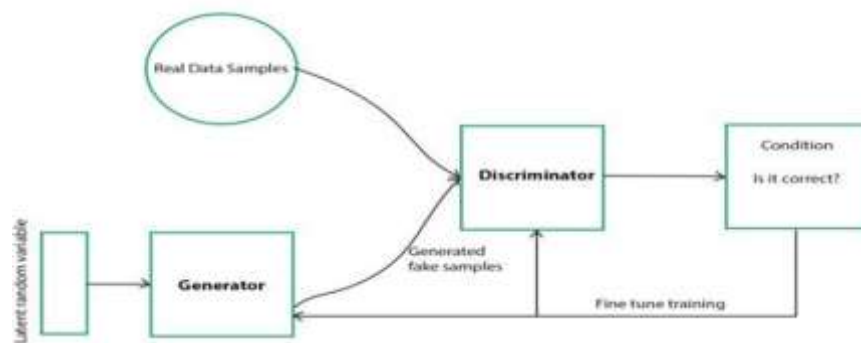 Real Data Samples
Discriminator
Condition
Is it correct?
Latent random variable
Generator
Generated
fake samples
Fine tune training